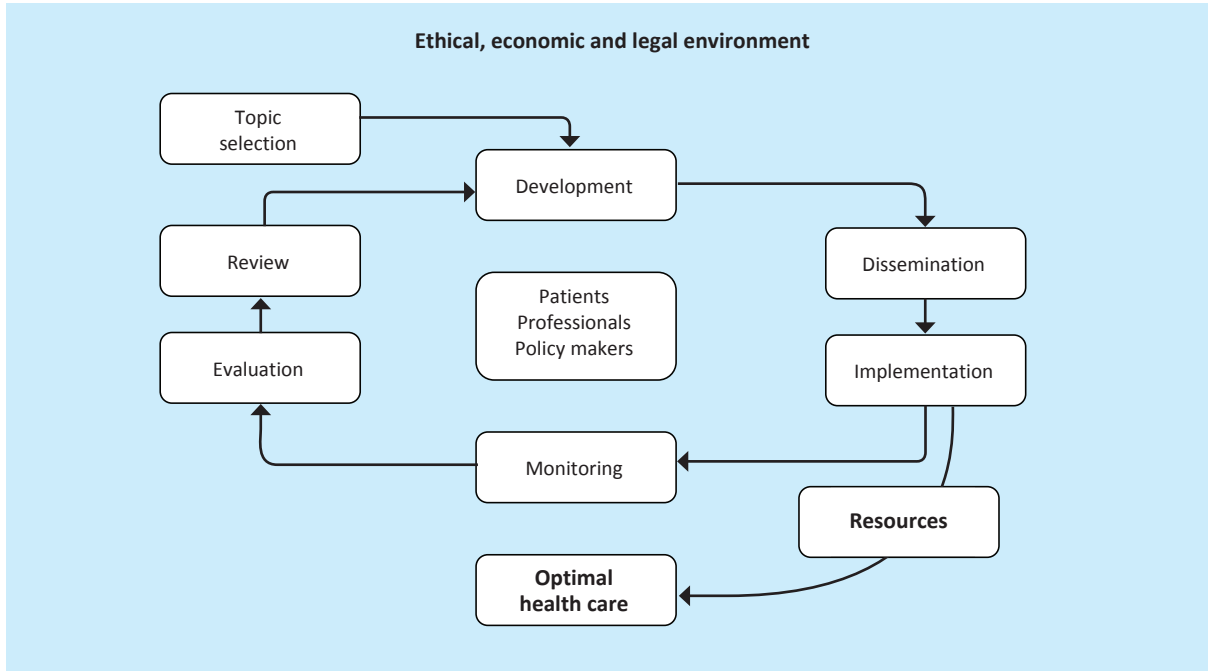 Ethical, economic and legal environment
Topic
selection
Development
Review
Dissemination
Patients
Professionals
Policy makers
Evaluation
Implementation
Monitoring
Resources
Optimal
health care